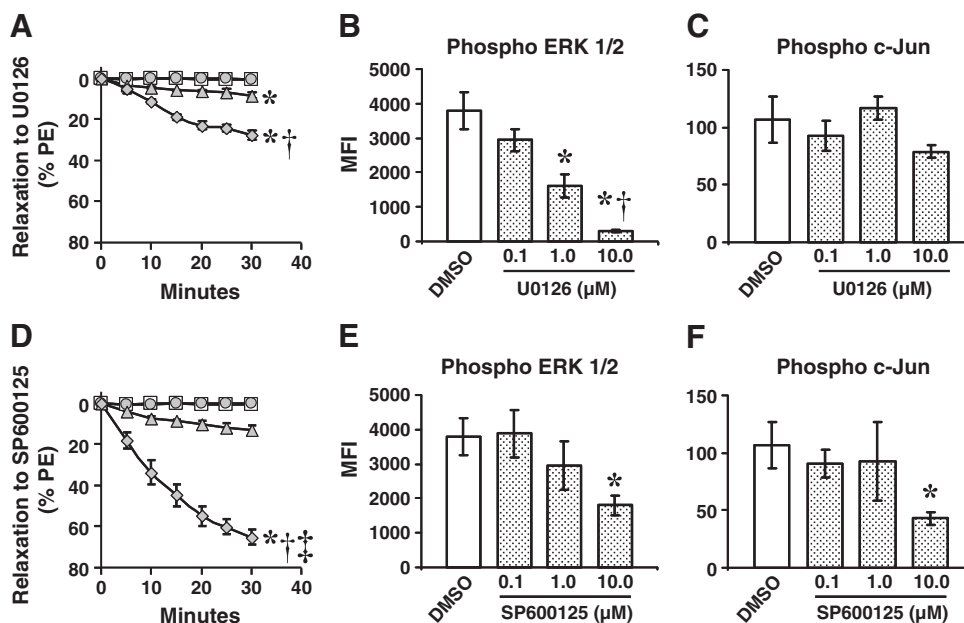 A
Relaxation to U0126
(% PE)
0
20
40
60
80
*
*†
0 10 20 30 40
Minutes
B
Phospho ERK 1/2
MFI
5000
4000
3000
2000
1000
0
*
*†
DMSO
0.1 1.0 10.0
U0126 (µM)
C
Phospho c-Jun
150
100
50
0
DMSO
0.1 1.0 10.0
U0126 (µM)
D
Relaxation to SP600125
(% PE)
0
20
40
60
80
*†‡
0 10 20 30 40
Minutes
E
Phospho ERK 1/2
MFI
5000
4000
3000
2000
1000
0
*
DMSO
0.1 1.0 10.0
SP600125 (µM)
F
Phospho c-Jun
150
100
50
0
*
DMSO
0.1 1.0 10.0
SP600125 (µM)